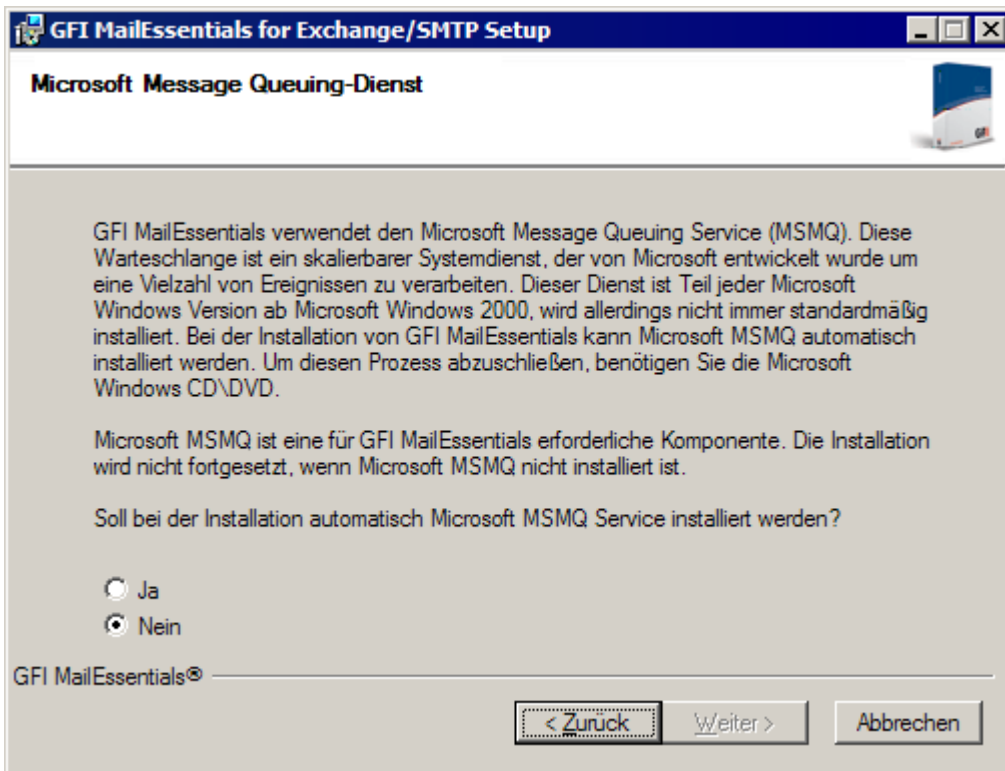 GFI MailEssentials for Exchange/SMTP Setup
Microsoft Message Queuing-Dienst
GFI
GFI MailEssentials verwendet den Microsoft Message Queuing Service (MSMQ). Diese
Warteschlange ist ein skalierbarer Systemdienst, der von Microsoft entwickelt wurde um
eine Vielzahl von Ereignissen zu verarbeiten. Dieser Dienst ist Teil jeder Microsoft
Windows Version ab Microsoft Windows 2000, wird allerdings nicht immer standardmäßig
installiert. Bei der Installation von GFI MailEssentials kann Microsoft MSMQ automatisch
installiert werden. Um diesen Prozess abzuschließen, benötigen Sie die Microsoft
Windows CD\DVD.
Microsoft MSMQ ist eine für GFI MailEssentials erforderliche Komponente. Die Installation
wird nicht fortgesetzt, wenn Microsoft MSMQ nicht installiert ist.
Soll bei der Installation automatisch Microsoft MSMQ Service installiert werden?
Ja
Nein
GFI MailEssentials®
< Zurück
Weiter >
Abbrechen